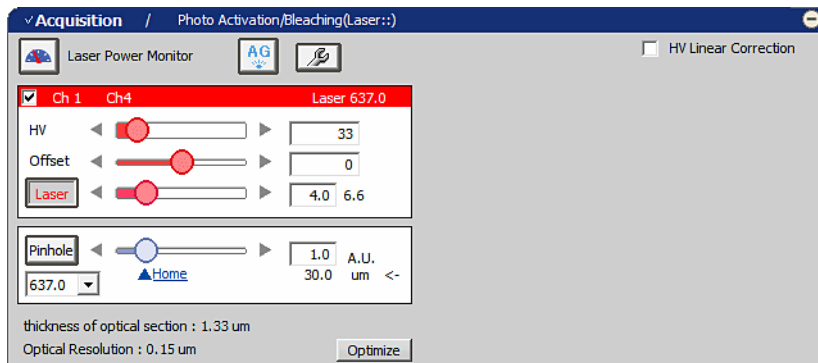 Acquisition / Photo Activation/Bleaching(Laser::)
Laser Power Monitor AG HV Linear Correction
Ch 1 Ch4 Laser 637.0
HV 33
Offset 0
Laser 4.0 6.6
Pinhole 1.0 A.U.
Home 30.0 um <-
637.0
thickness of optical section : 1.33 um
Optical Resolution : 0.15 um Optimize